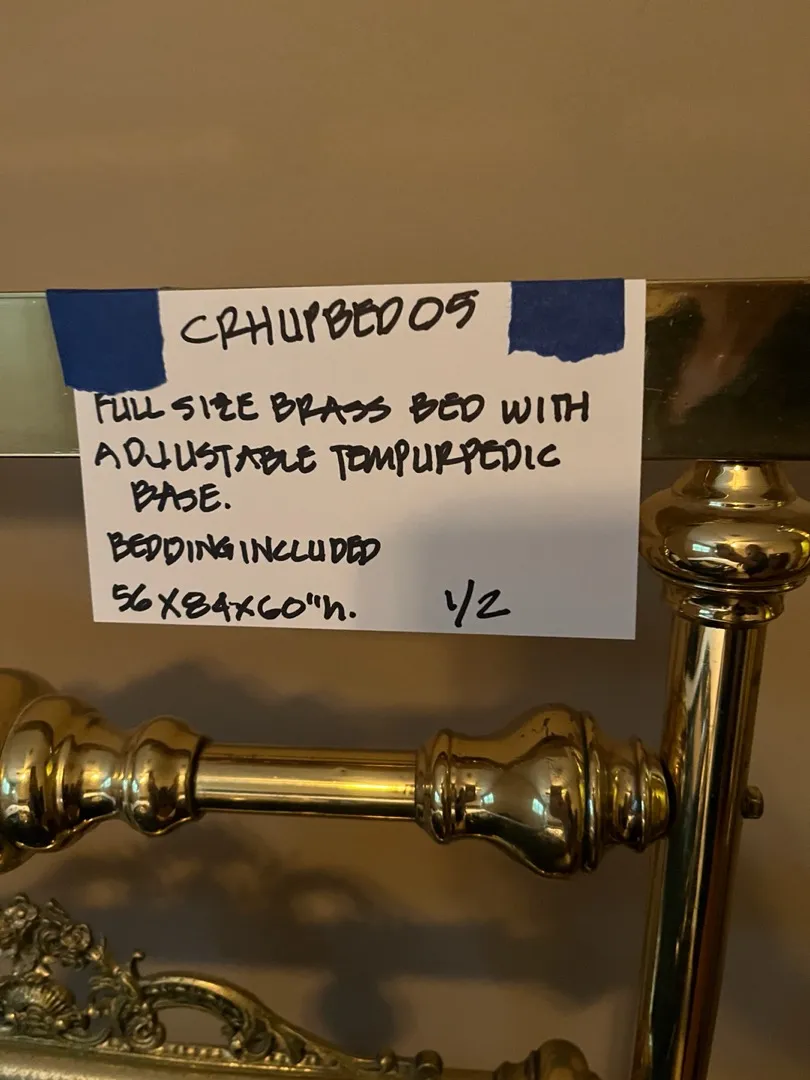 CRHUPBED05
FULL SIZE BRASS BED WITH
ADJUSTABLE TEMPURPEDIC
BASE.
BEDDING INCLUDED
56X84X60"h. 1/2